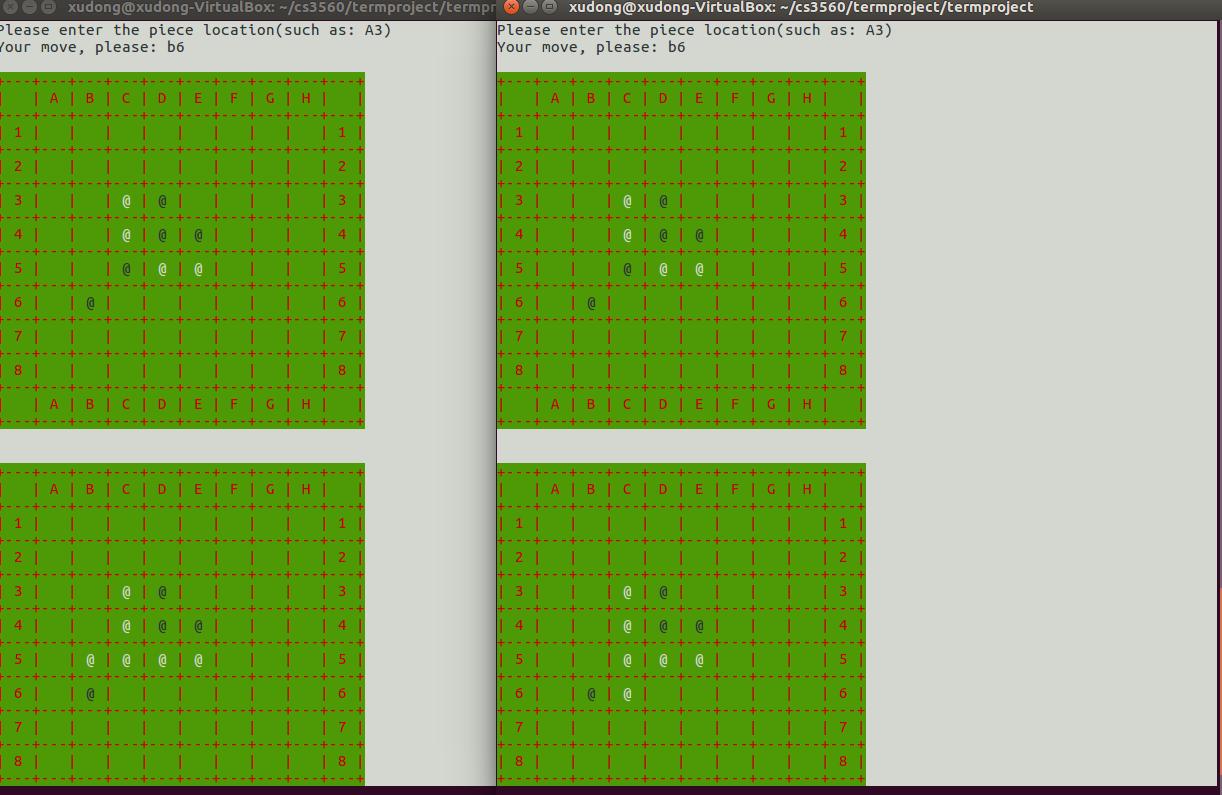 xudong@xudong-VirtualBox: ~/cs3560/termproject/termpr
Please enter the piece location(such as: A3)
Your move, please: b6
+---+---+---+---+---+---+---+---+---+---+
|   | A | B | C | D | E | F | G | H |   |
+---+---+---+---+---+---+---+---+---+---+
| 1 |   |   |   |   |   |   |   |   | 1 |
+---+---+---+---+---+---+---+---+---+---+
| 2 |   |   |   |   |   |   |   |   | 2 |
+---+---+---+---+---+---+---+---+---+---+
| 3 |   |   | @ | @ |   |   |   |   | 3 |
+---+---+---+---+---+---+---+---+---+---+
| 4 |   |   | @ | @ | @ |   |   |   | 4 |
+---+---+---+---+---+---+---+---+---+---+
| 5 |   |   | @ | @ | @ |   |   |   | 5 |
+---+---+---+---+---+---+---+---+---+---+
| 6 |   | @ |   |   |   |   |   |   | 6 |
+---+---+---+---+---+---+---+---+---+---+
| 7 |   |   |   |   |   |   |   |   | 7 |
+---+---+---+---+---+---+---+---+---+---+
| 8 |   |   |   |   |   |   |   |   | 8 |
+---+---+---+---+---+---+---+---+---+---+
|   | A | B | C | D | E | F | G | H |   |
+---+---+---+---+---+---+---+---+---+---+
+---+---+---+---+---+---+---+---+---+---+
|   | A | B | C | D | E | F | G | H |   |
+---+---+---+---+---+---+---+---+---+---+
| 1 |   |   |   |   |   |   |   |   | 1 |
+---+---+---+---+---+---+---+---+---+---+
| 2 |   |   |   |   |   |   |   |   | 2 |
+---+---+---+---+---+---+---+---+---+---+
| 3 |   |   | @ | @ |   |   |   |   | 3 |
+---+---+---+---+---+---+---+---+---+---+
| 4 |   |   | @ | @ | @ |   |   |   | 4 |
+---+---+---+---+---+---+---+---+---+---+
| 5 |   | @ | @ | @ | @ |   |   |   | 5 |
+---+---+---+---+---+---+---+---+---+---+
| 6 |   | @ |   |   |   |   |   |   | 6 |
+---+---+---+---+---+---+---+---+---+---+
| 7 |   |   |   |   |   |   |   |   | 7 |
+---+---+---+---+---+---+---+---+---+---+
| 8 |   |   |   |   |   |   |   |   | 8 |
+---+---+---+---+---+---+---+---+---+---+
xudong@xudong-VirtualBox: ~/cs3560/termproject/termproject
Please enter the piece location(such as: A3)
Your move, please: b6
+---+---+---+---+---+---+---+---+---+---+
|   | A | B | C | D | E | F | G | H |   |
+---+---+---+---+---+---+---+---+---+---+
| 1 |   |   |   |   |   |   |   |   | 1 |
+---+---+---+---+---+---+---+---+---+---+
| 2 |   |   |   |   |   |   |   |   | 2 |
+---+---+---+---+---+---+---+---+---+---+
| 3 |   |   | @ | @ |   |   |   |   | 3 |
+---+---+---+---+---+---+---+---+---+---+
| 4 |   |   | @ | @ | @ |   |   |   | 4 |
+---+---+---+---+---+---+---+---+---+---+
| 5 |   |   | @ | @ | @ |   |   |   | 5 |
+---+---+---+---+---+---+---+---+---+---+
| 6 |   | @ |   |   |   |   |   |   | 6 |
+---+---+---+---+---+---+---+---+---+---+
| 7 |   |   |   |   |   |   |   |   | 7 |
+---+---+---+---+---+---+---+---+---+---+
| 8 |   |   |   |   |   |   |   |   | 8 |
+---+---+---+---+---+---+---+---+---+---+
|   | A | B | C | D | E | F | G | H |   |
+---+---+---+---+---+---+---+---+---+---+
+---+---+---+---+---+---+---+---+---+---+
|   | A | B | C | D | E | F | G | H |   |
+---+---+---+---+---+---+---+---+---+---+
| 1 |   |   |   |   |   |   |   |   | 1 |
+---+---+---+---+---+---+---+---+---+---+
| 2 |   |   |   |   |   |   |   |   | 2 |
+---+---+---+---+---+---+---+---+---+---+
| 3 |   |   | @ | @ |   |   |   |   | 3 |
+---+---+---+---+---+---+---+---+---+---+
| 4 |   |   | @ | @ | @ |   |   |   | 4 |
+---+---+---+---+---+---+---+---+---+---+
| 5 |   |   | @ | @ | @ |   |   |   | 5 |
+---+---+---+---+---+---+---+---+---+---+
| 6 |   | @ | @ |   |   |   |   |   | 6 |
+---+---+---+---+---+---+---+---+---+---+
| 7 |   |   |   |   |   |   |   |   | 7 |
+---+---+---+---+---+---+---+---+---+---+
| 8 |   |   |   |   |   |   |   |   | 8 |
+---+---+---+---+---+---+---+---+---+---+